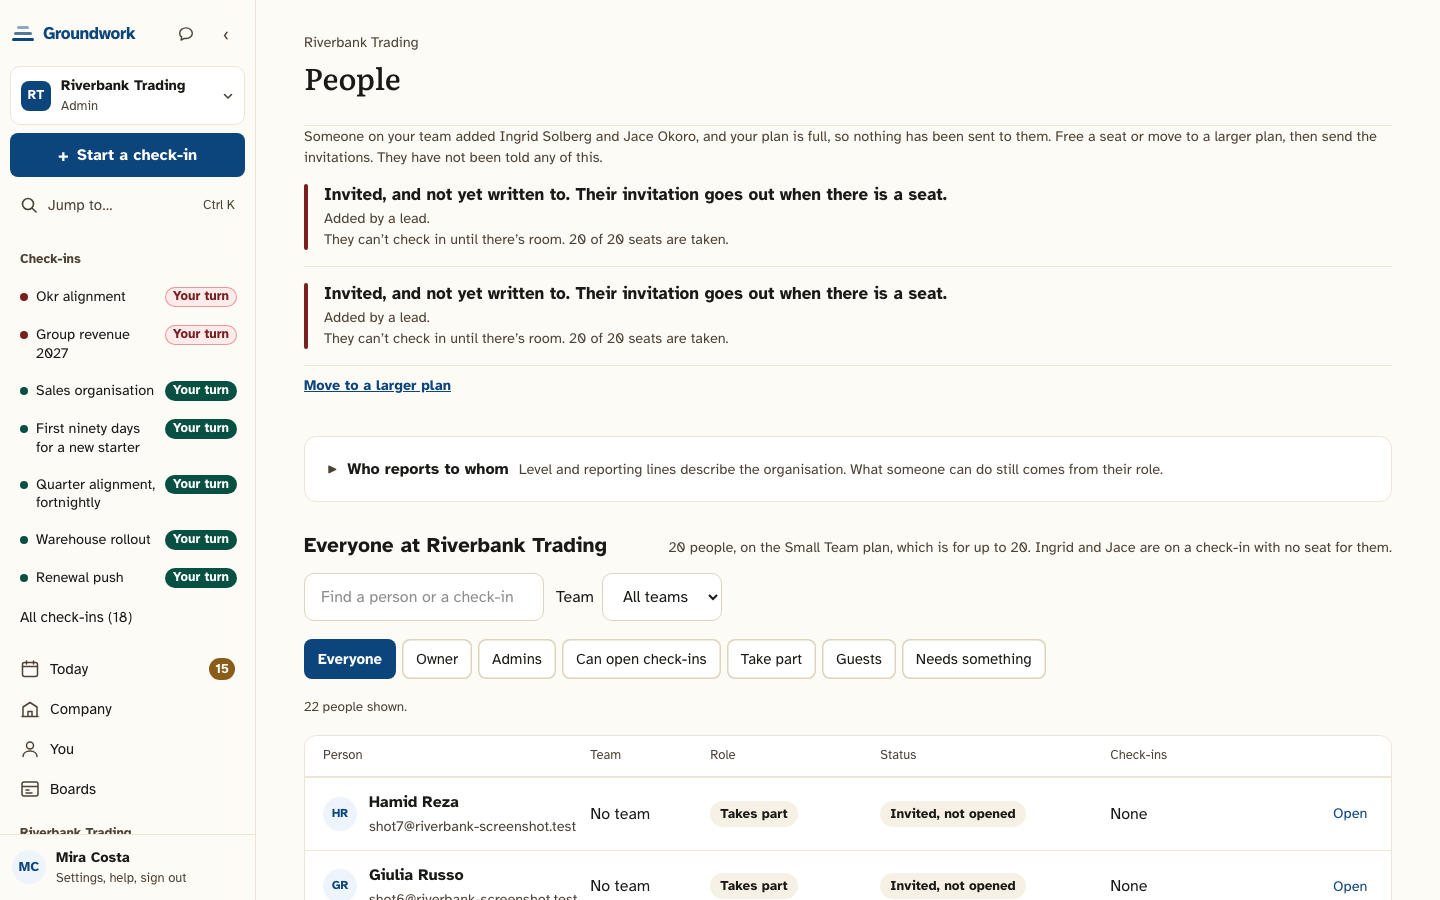 Groundwork
RT
Riverbank Trading
Admin
+ Start a check-in
Jump to...
Ctrl K
Check-ins
Okr alignment
Your turn
Group revenue
2027
Your turn
Sales organisation
Your turn
First ninety days
for a new starter
Your turn
Quarter alignment,
fortnightly
Your turn
Warehouse rollout
Your turn
Renewal push
Your turn
All check-ins (18)
Today
15
Company
You
Boards
Riverbank Trading
MC
Mira Costa
Settings, help, sign out
Riverbank Trading
People
Someone on your team added Ingrid Solberg and Jace Okoro, and your plan is full, so nothing has been sent to them. Free a seat or move to a larger plan, then send the
invitations. They have not been told any of this.
Invited, and not yet written to. Their invitation goes out when there is a seat.
Added by a lead.
They can’t check in until there’s room. 20 of 20 seats are taken.
Invited, and not yet written to. Their invitation goes out when there is a seat.
Added by a lead.
They can’t check in until there’s room. 20 of 20 seats are taken.
Move to a larger plan
Who reports to whom Level and reporting lines describe the organisation. What someone can do still comes from their role.
Everyone at Riverbank Trading
20 people, on the Small Team plan, which is for up to 20. Ingrid and Jace are on a check-in with no seat for them.
Find a person or a check-in
Team
All teams
Everyone
Owner
Admins
Can open check-ins
Take part
Guests
Needs something
22 people shown.
Person Team Role Status Check-ins
HR
Hamid Reza
shot7@riverbank-screenshot.test
No team
Takes part
Invited, not opened
None
Open
GR
Giulia Russo
shot6@riverbank-screenshot.test
No team
Takes part
Invited, not opened
None
Open